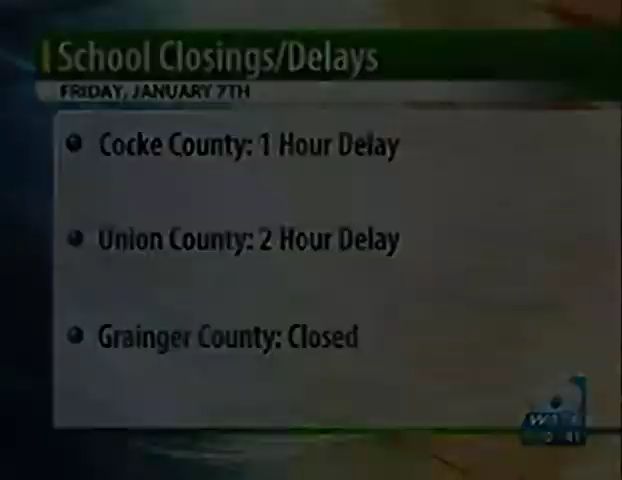 School Closings/Delays
FRIDAY, JANUARY 7TH
Cocke County: 1 Hour Delay
Union County: 2 Hour Delay
Grainger County: Closed